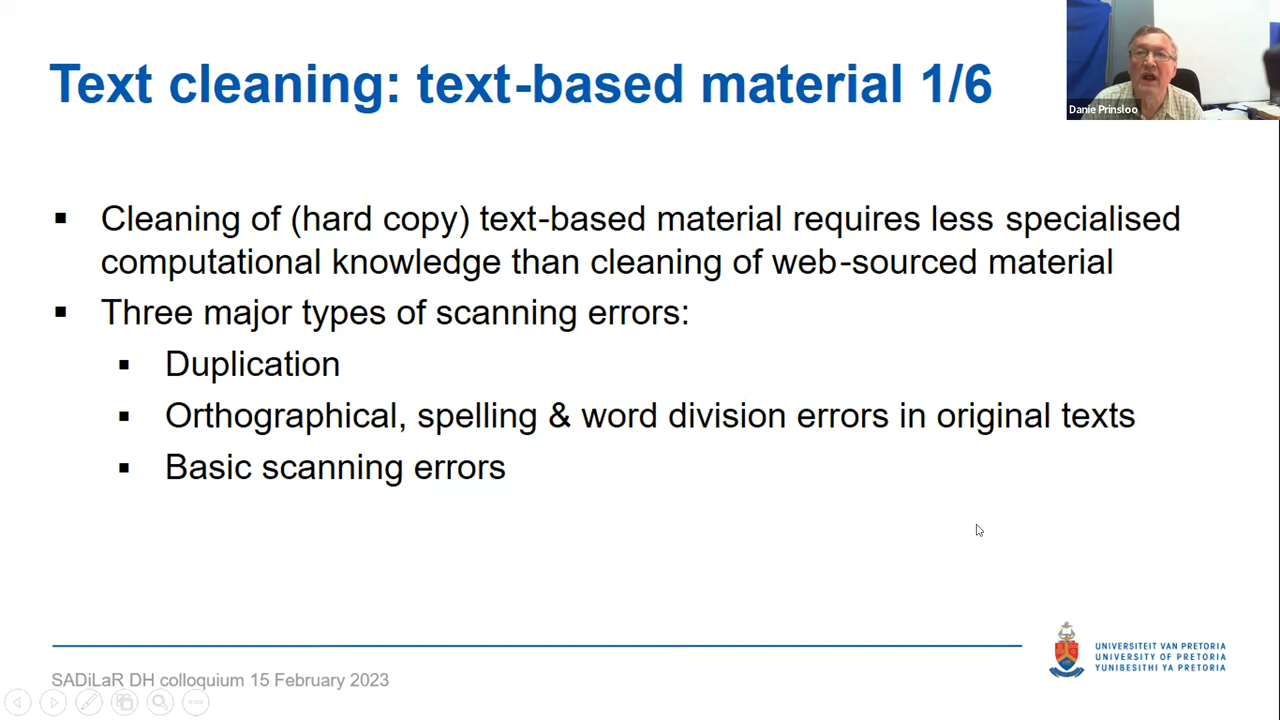 Text cleaning: text-based material 1/6
Danie Prinsloo
▪ Cleaning of (hard copy) text-based material requires less specialised
computational knowledge than cleaning of web-sourced material
▪ Three major types of scanning errors:
▪ Duplication
▪ Orthographical, spelling & word division errors in original texts
▪ Basic scanning errors
UNIVERSITEIT VAN PRETORIA
UNIVERSITY OF PRETORIA
YUNIBESITHI YA PRETORIA
SADiLaR DH colloquium 15 February 2023